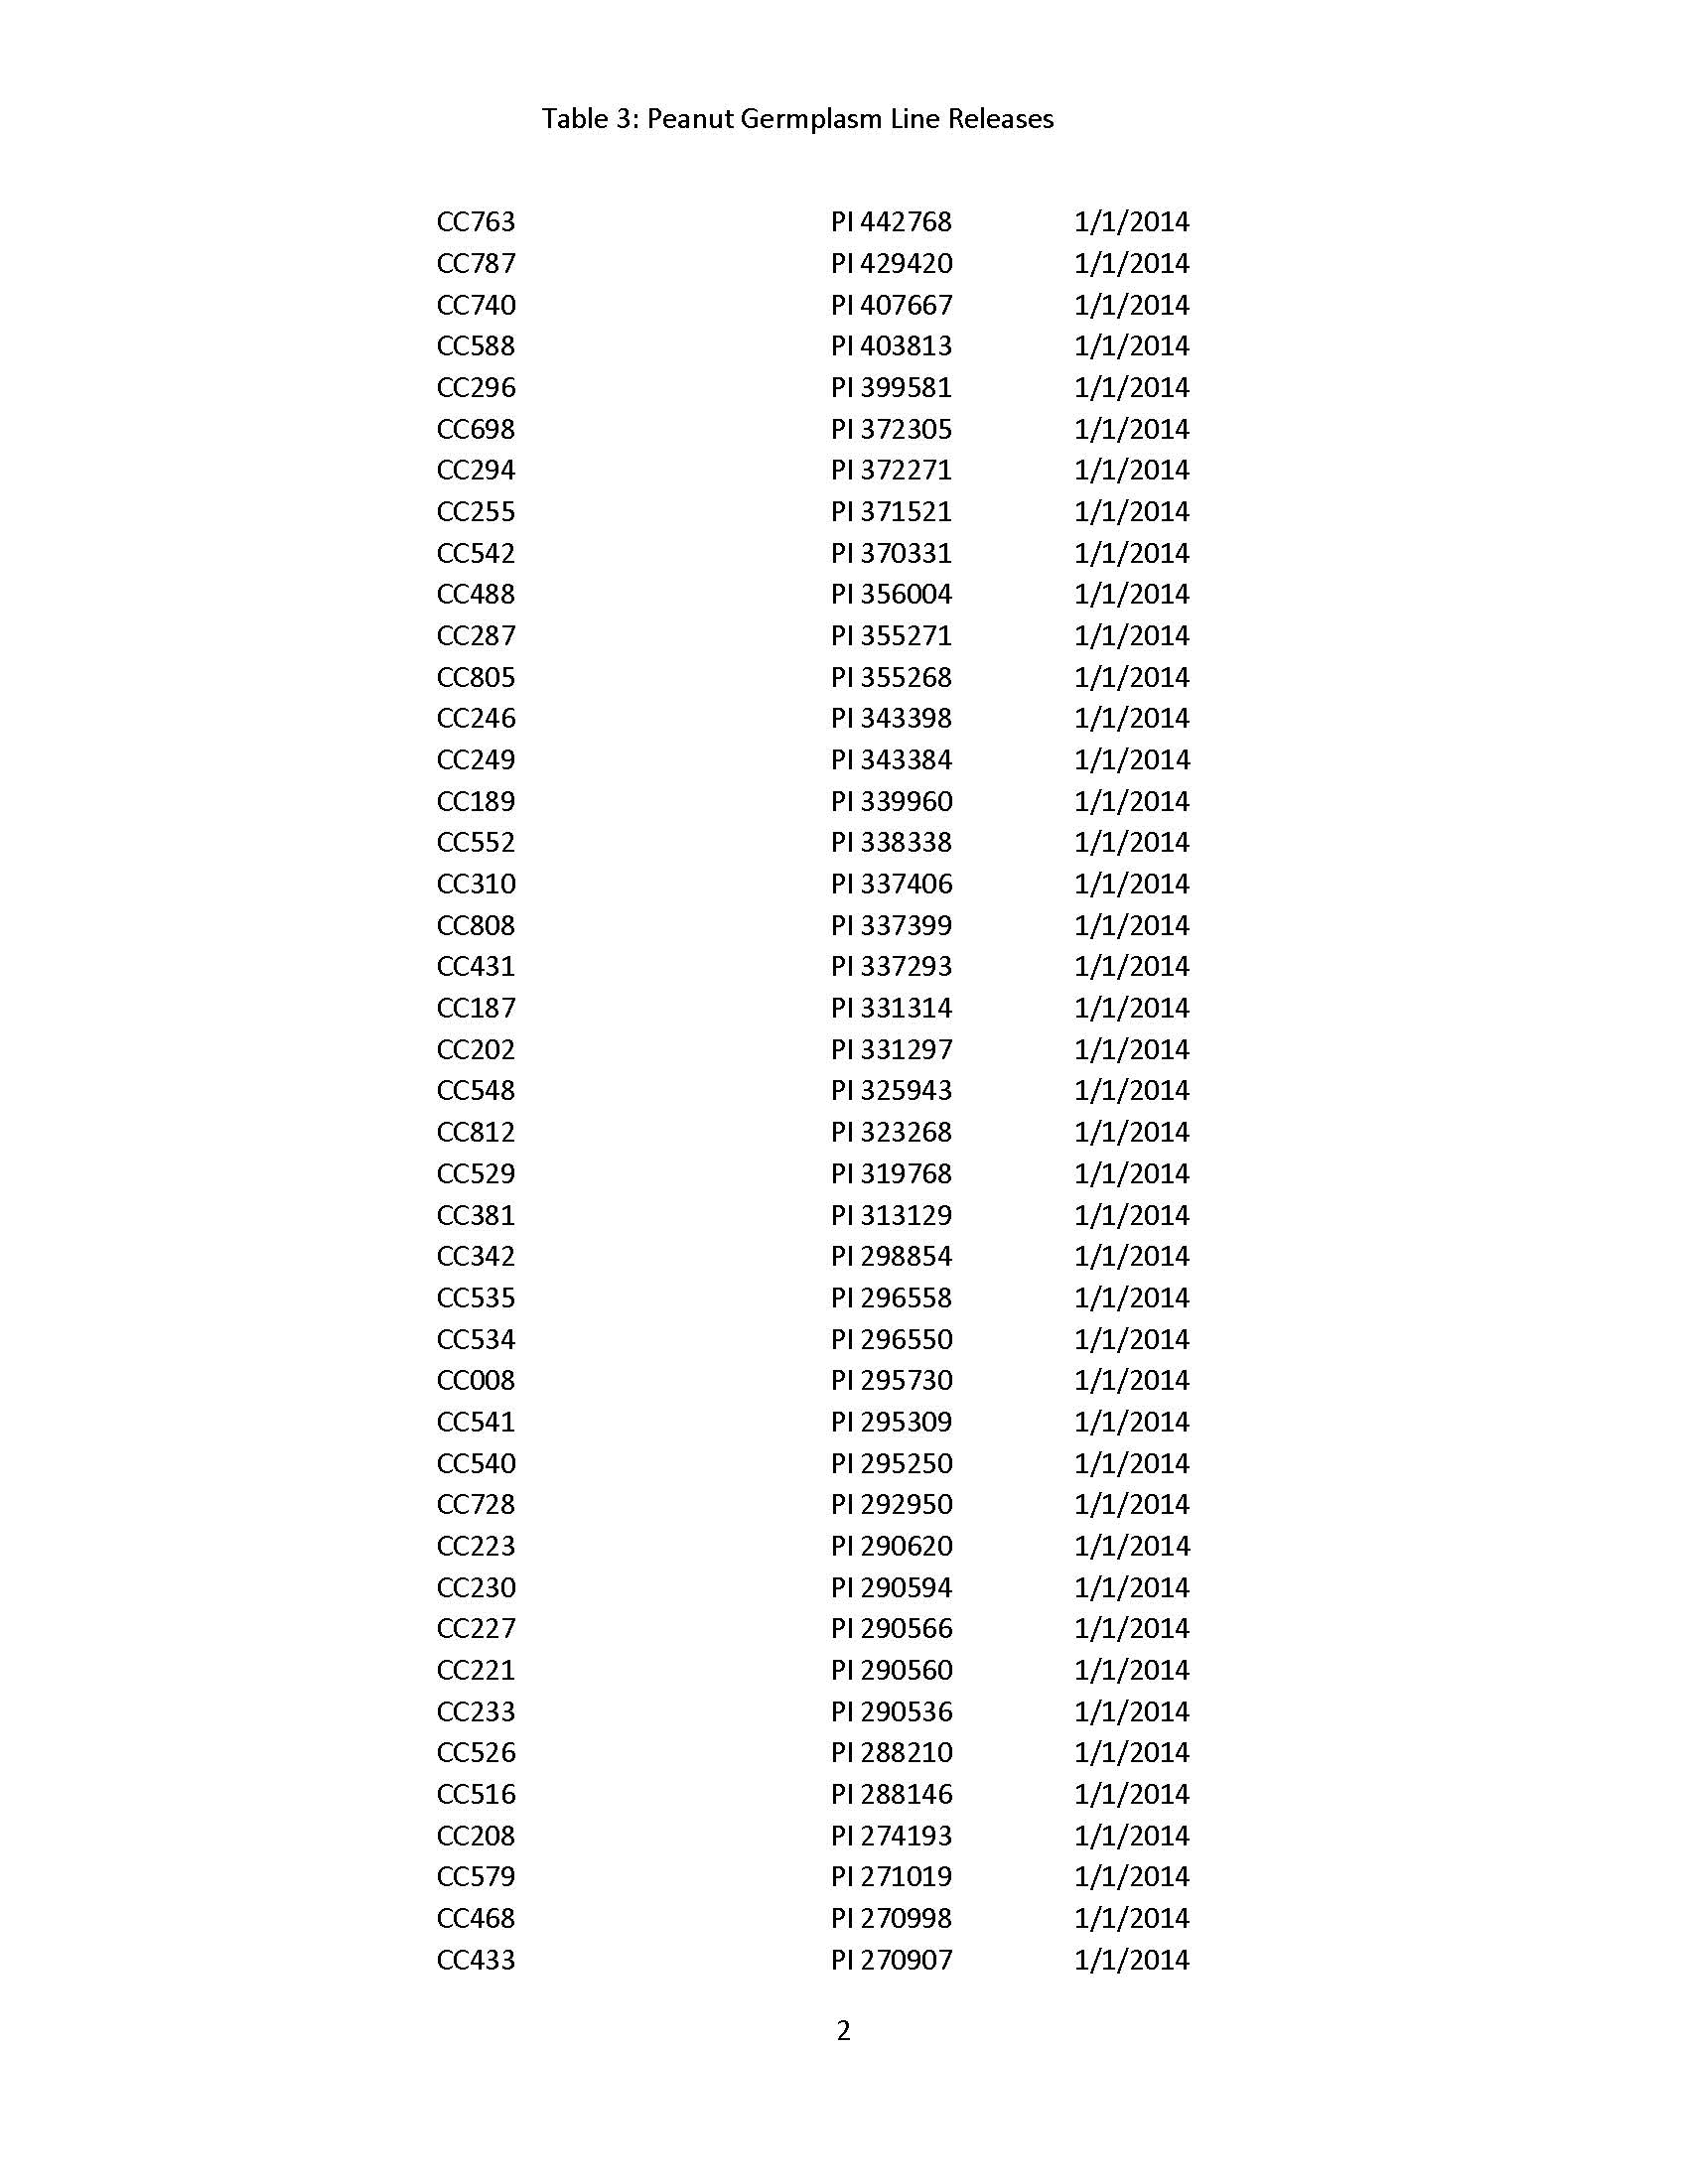 Table 3: Peanut Germplasm Line Releases
CC763 PI 442768 1/1/2014
CC787 PI 429420 1/1/2014
CC740 PI 407667 1/1/2014
CC588 PI 403813 1/1/2014
CC296 PI 399581 1/1/2014
CC698 PI 372305 1/1/2014
CC294 PI 372271 1/1/2014
CC255 PI 371521 1/1/2014
CC542 PI 370331 1/1/2014
CC488 PI 356004 1/1/2014
CC287 PI 355271 1/1/2014
CC805 PI 355268 1/1/2014
CC246 PI 343398 1/1/2014
CC249 PI 343384 1/1/2014
CC189 PI 339960 1/1/2014
CC552 PI 338338 1/1/2014
CC310 PI 337406 1/1/2014
CC808 PI 337399 1/1/2014
CC431 PI 337293 1/1/2014
CC187 PI 331314 1/1/2014
CC202 PI 331297 1/1/2014
CC548 PI 325943 1/1/2014
CC812 PI 323268 1/1/2014
CC529 PI 319768 1/1/2014
CC381 PI 313129 1/1/2014
CC342 PI 298854 1/1/2014
CC535 PI 296558 1/1/2014
CC534 PI 296550 1/1/2014
CC008 PI 295730 1/1/2014
CC541 PI 295309 1/1/2014
CC540 PI 295250 1/1/2014
CC728 PI 292950 1/1/2014
CC223 PI 290620 1/1/2014
CC230 PI 290594 1/1/2014
CC227 PI 290566 1/1/2014
CC221 PI 290560 1/1/2014
CC233 PI 290536 1/1/2014
CC526 PI 288210 1/1/2014
CC516 PI 288146 1/1/2014
CC208 PI 274193 1/1/2014
CC579 PI 271019 1/1/2014
CC468 PI 270998 1/1/2014
CC433 PI 270907 1/1/2014
2